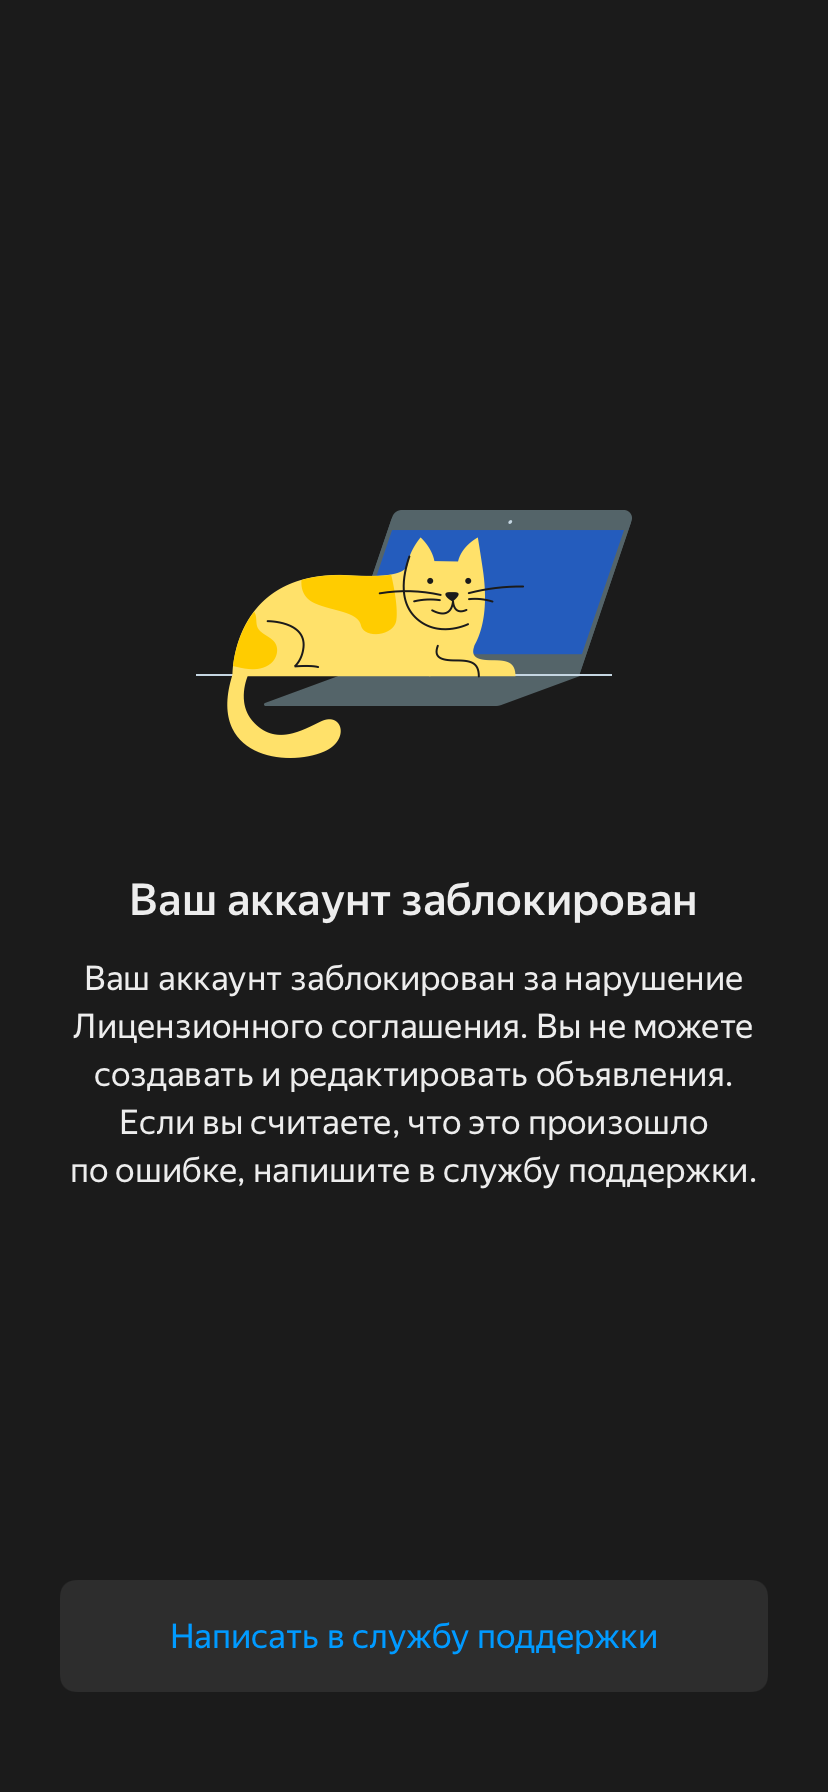 Ваш аккаунт заблокирован
Ваш аккаунт заблокирован за нарушение
Лицензионного соглашения. Вы не можете
создавать и редактировать объявления.
Если вы считаете, что это произошло
по ошибке, напишите в службу поддержки.
Написать в службу поддержки